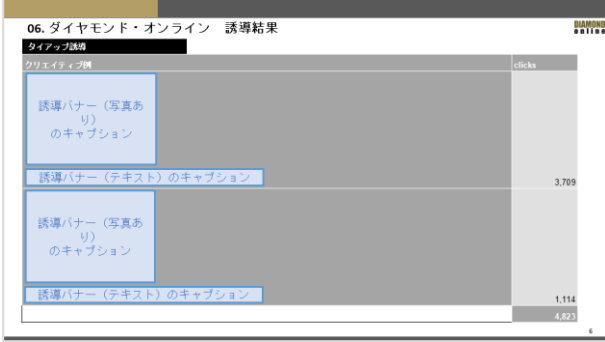 06. ダイヤモンド・オンライン 誘導結果
DIAMOND
online
タイアップ誘導
クリエイティブ例 clicks
誘導バナー（写真あ
り）
のキャプション
誘導バナー（テキスト）のキャプション
3,709
誘導バナー（写真あ
り）
のキャプション
誘導バナー（テキスト）のキャプション
1,114
4,823
6